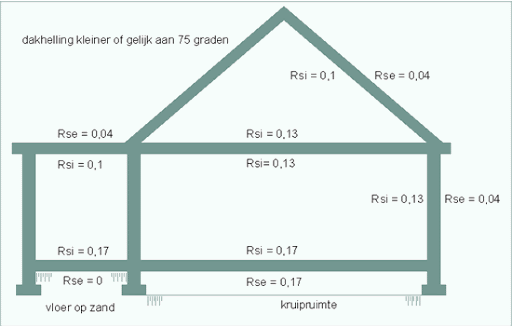 dakhelling kleiner of gelijk aan 75 graden
Rsi = 0,1
Rse = 0,04
Rse = 0,04
Rsi = 0,13
Rsi = 0,1
Rsi= 0,13
Rsi = 0,13
Rse = 0,04
Rsi = 0,17
Rsi = 0,17
Rse = 0
Rse = 0,17
vloer op zand
kruipruimte